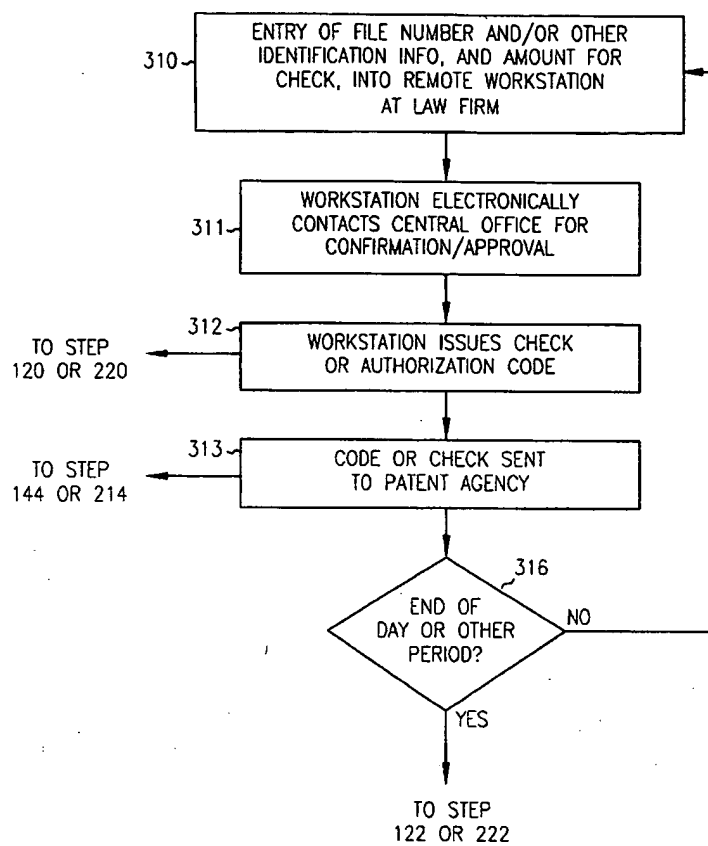 310
ENTRY OF FILE NUMBER AND/OR OTHER
IDENTIFICATION INFO, AND AMOUNT FOR
CHECK, INTO REMOTE WORKSTATION
AT LAW FIRM
311
WORKSTATION ELECTRONICALLY
CONTACTS CENTRAL OFFICE FOR
CONFIRMATION/APPROVAL
312
WORKSTATION ISSUES CHECK
OR AUTHORIZATION CODE
TO STEP
120 OR 220
313
CODE OR CHECK SENT
TO PATENT AGENCY
TO STEP
144 OR 214
316
END OF
DAY OR OTHER
PERIOD?
NO
YES
TO STEP
122 OR 222